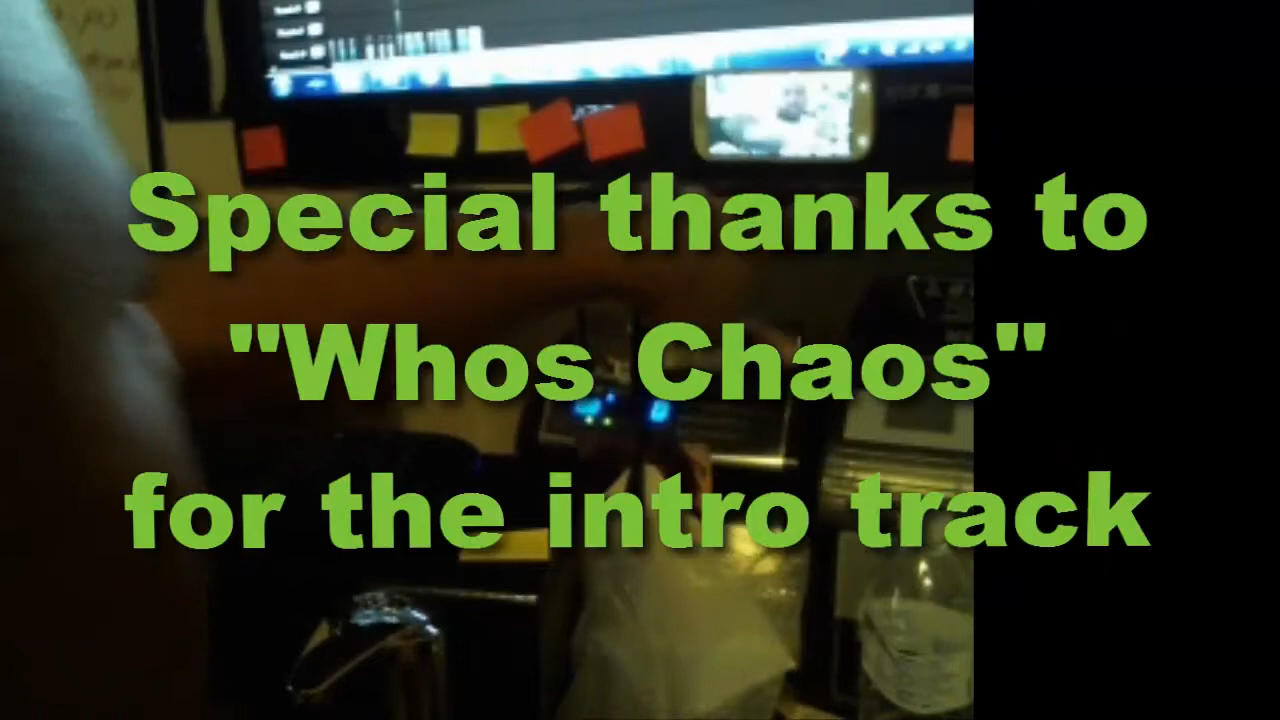 Special thanks to
"Whos Chaos"
for the intro track